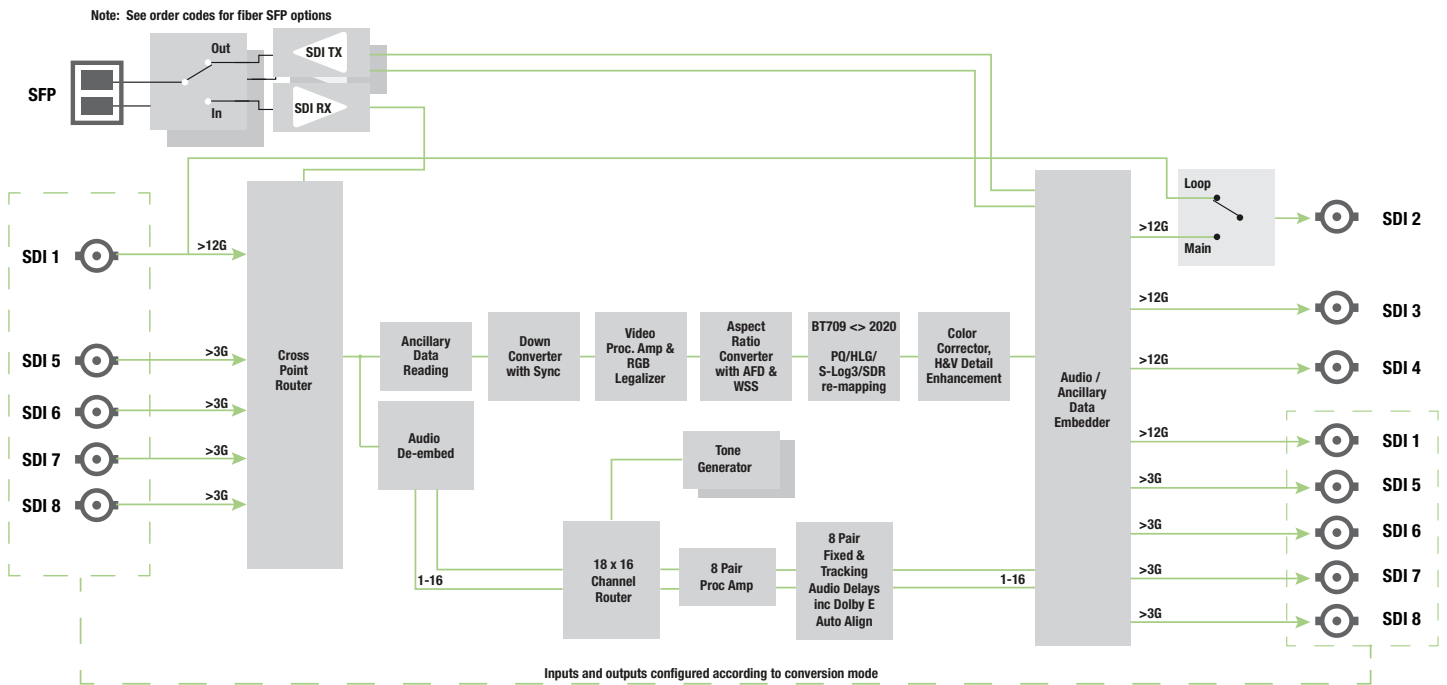 Note: See order codes for fiber SFP options
SFP
Out
In
SDI TX
SDI RX
SDI 1
>12G
SDI 5
>3G
SDI 6
>3G
SDI 7
>3G
SDI 8
>3G
Cross
Point
Router
Ancillary
Data
Reading
Down
Converter
with Sync
Video
Proc. Amp &
RGB
Legalizer
Aspect
Ratio
Converter
with AFD &
WSS
BT709 <> 2020
PQ/HLG/
S-Log3/SDR
re-mapping
Color
Corrector,
H&V Detail
Enhancement
Audio
De-embed
Tone
Generator
1-16
18 x 16
Channel
Router
8 Pair
Proc Amp
8 Pair
Fixed &
Tracking
Audio Delays
inc Dolby E
Auto Align
1-16
Audio /
Ancillary
Data
Embedder
Loop
Main
>12G
SDI 2
>12G
SDI 3
>12G
SDI 4
>12G
SDI 1
>3G
SDI 5
>3G
SDI 6
>3G
SDI 7
>3G
SDI 8
Inputs and outputs configured according to conversion mode